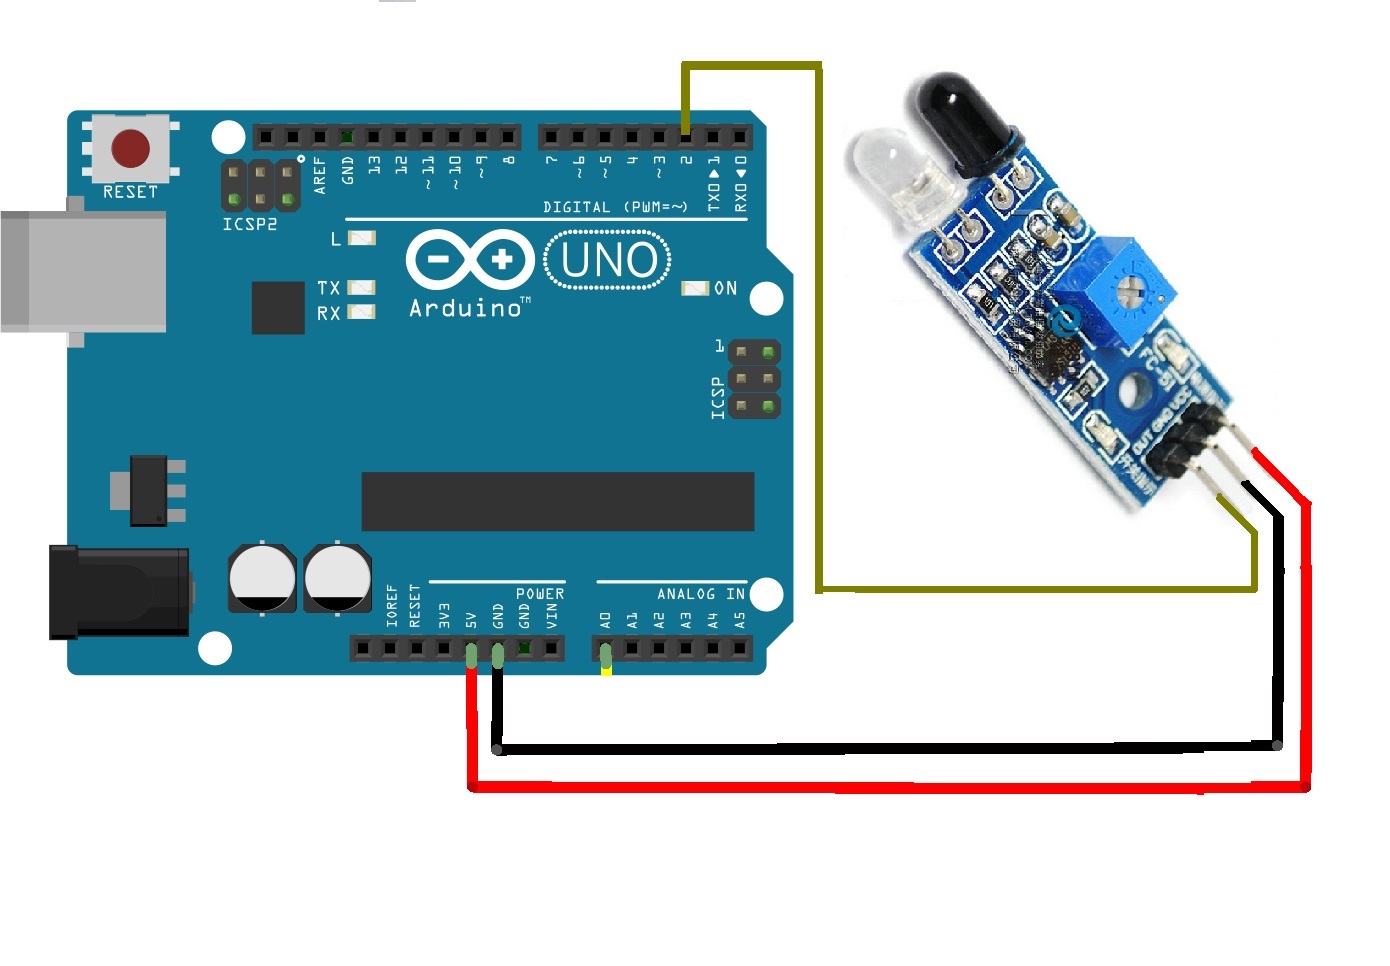 RESET
ICSP2
AREF
GND
13
12
~11
~10
~9
8
7
~6
~5
4
~3
2
TX0▶1
RX0◀0
DIGITAL (PWM=~)
L
TX
RX
Arduino™
UNO
ON
1
ICSP
IOREF
RESET
3V3
5V
GND
GND
VIN
POWER
ANALOG IN
A0
A1
A2
A3
A4
A5
OUT GND VCC